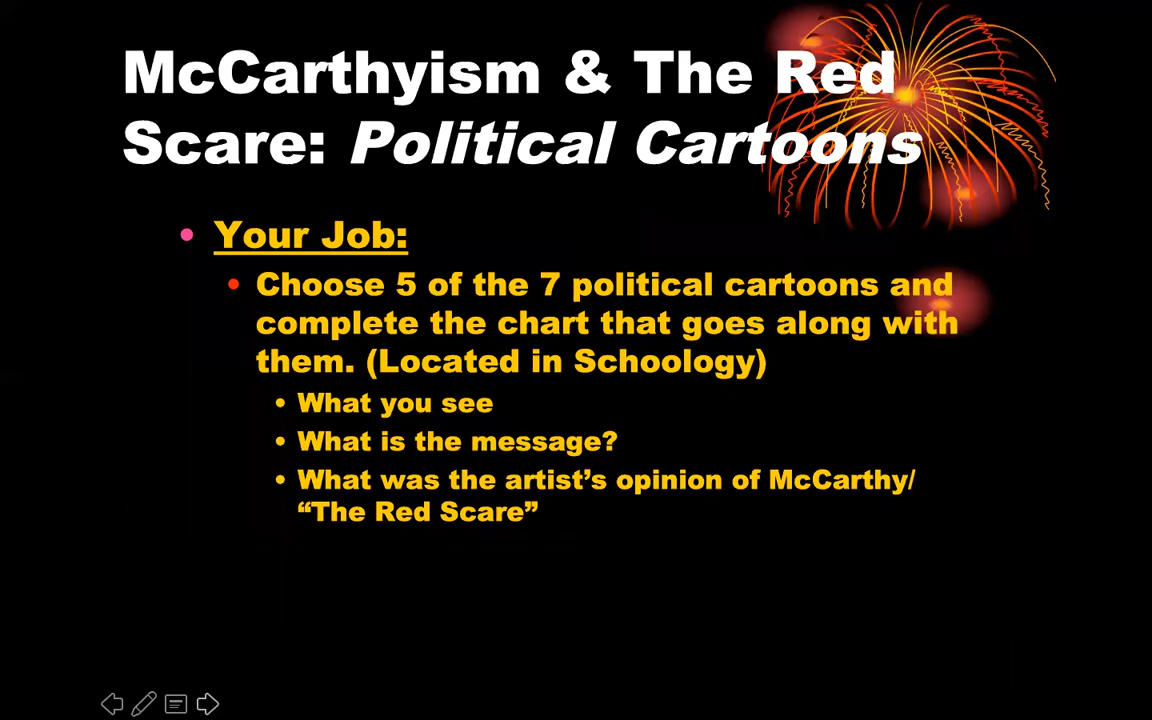 McCarthyism & The Red
Scare: Political Cartoons
• Your Job:
• Choose 5 of the 7 political cartoons and
complete the chart that goes along with
them. (Located in Schoology)
• What you see
• What is the message?
• What was the artist’s opinion of McCarthy/
“The Red Scare”